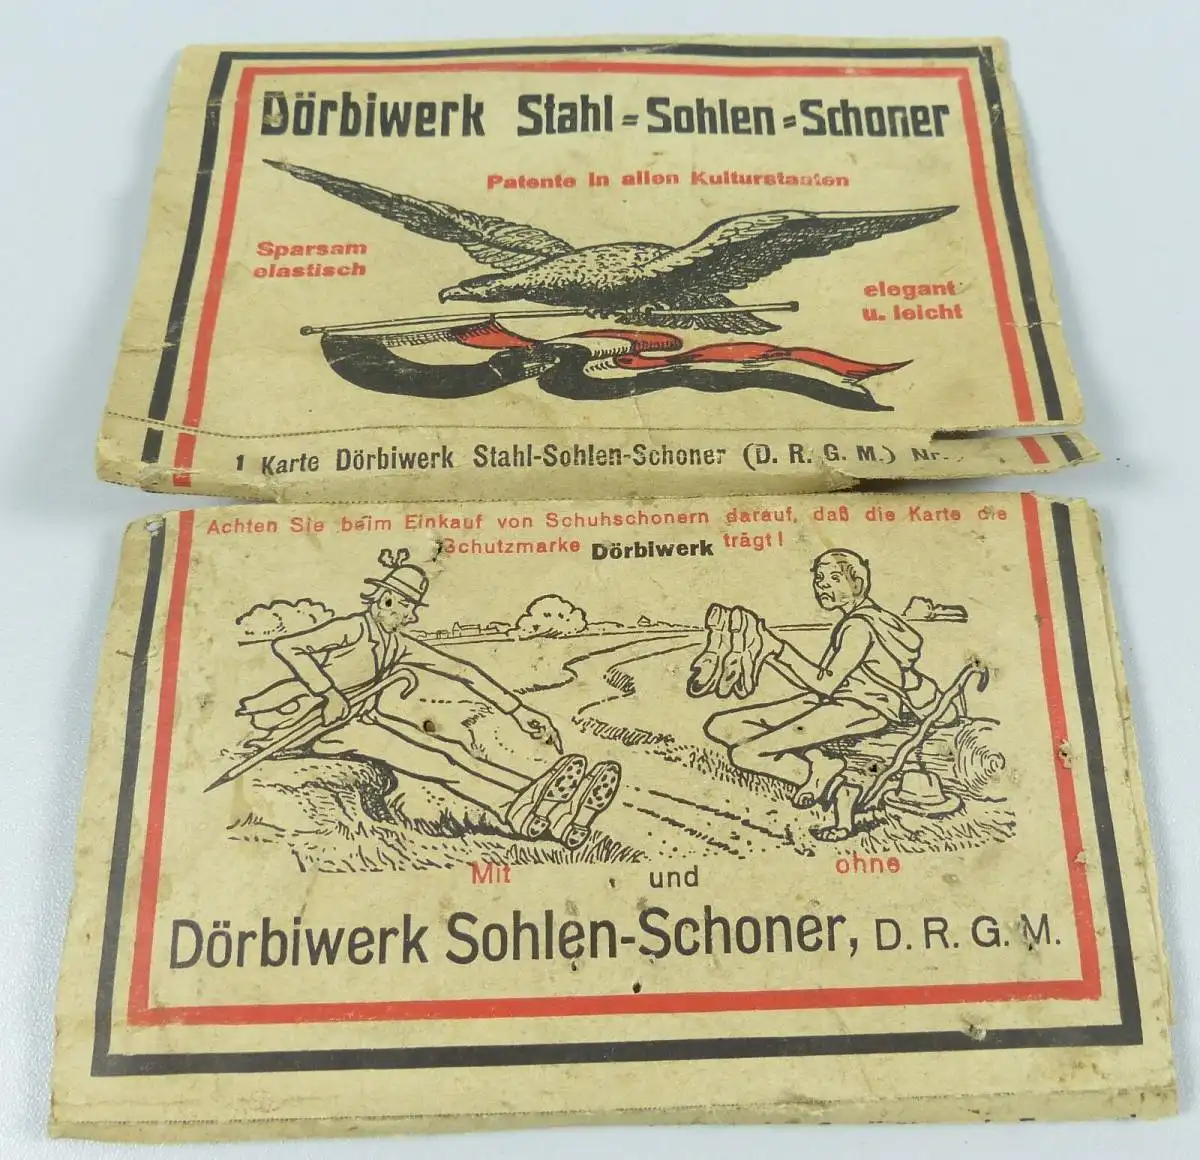 Dörbiwerk Stahl=Sohlen=Schoner
Patente in allen Kulturstaaten
Sparsam
elastisch
elegant
u. leicht
1 Karte Dörbiwerk Stahl-Sohlen-Schoner (D. R. G. M.) Nr.
Achten Sie beim Einkauf von Schuhschonern darauf, daß die Karte die
Schutzmarke Dörbiwerk trägt!
Mit und ohne
Dörbiwerk Sohlen-Schoner, D. R. G. M.